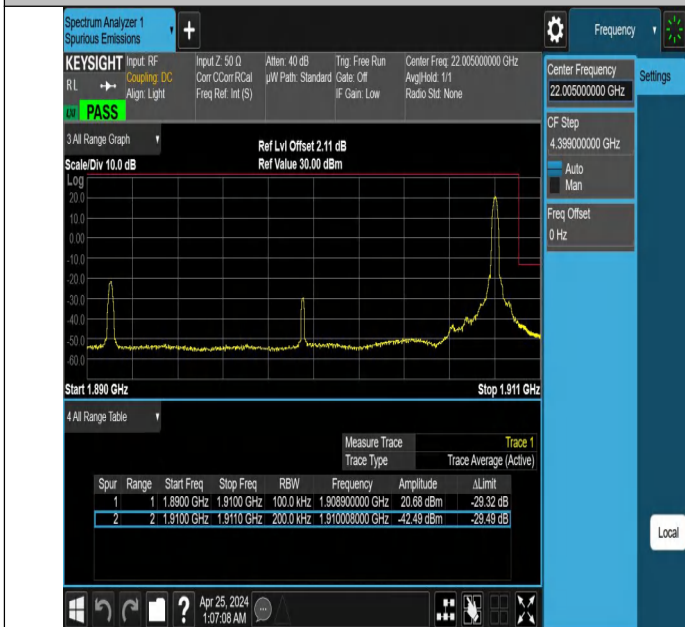 Spectrum Analyzer 1
Spurious Emissions
+
Frequency
KEYSIGHT Input: RF Input Z: 50 Ω Atten: 40 dB Trig: Free Run Center Freq: 22.005000000 GHz
RL Coupling: DC Corr CCorr RCal µW Path: Standard Gate: Off Avg|Hold: 1/1
Align: Light Freq Ref: Int (S) IF Gain: Low Radio Std: None
PASS
Center Frequency
22.005000000 GHz
Settings
CF Step
4.399000000 GHz
Auto
Man
Freq Offset
0 Hz
3 All Range Graph
Ref Lvl Offset 2.11 dB
Scale/Div 10.0 dB Ref Value 30.00 dBm
Log
20.0
10.0
0.00
-10.0
-20.0
-30.0
-40.0
-50.0
-60.0
Start 1.890 GHz Stop 1.911 GHz
4 All Range Table
Measure Trace Trace 1
Trace Type Trace Average (Active)
Spur Range Start Freq Stop Freq RBW Frequency Amplitude ΔLimit
1 1 1.8900 GHz 1.9100 GHz 100.0 kHz 1.908900000 GHz 20.68 dBm -29.32 dB
2 2 1.9100 GHz 1.9110 GHz 200.0 kHz 1.910008000 GHz -42.49 dBm -29.49 dB
Local
? Apr 25, 2024
1:07:08 AM